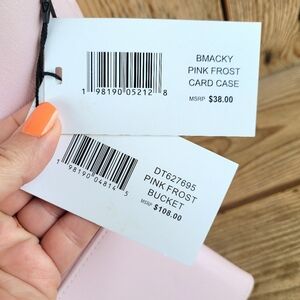 BMACKY
PINK FROST
CARD CASE
MSRP $38.00
1 98190 05212 8
DT627695
PINK FROST
BUCKET
MSRP $108.00
1 98190 04814 5